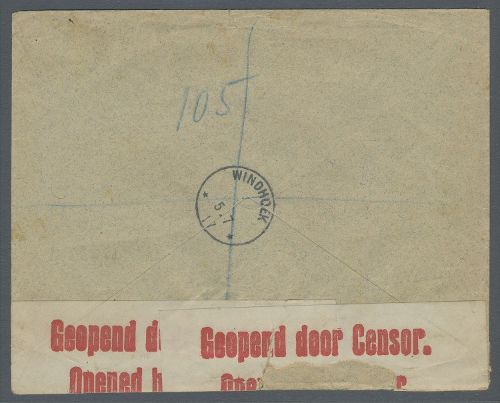 105
WINDHOEK
5.7
17
Geopend d
Geopend door Censor.
Opened b